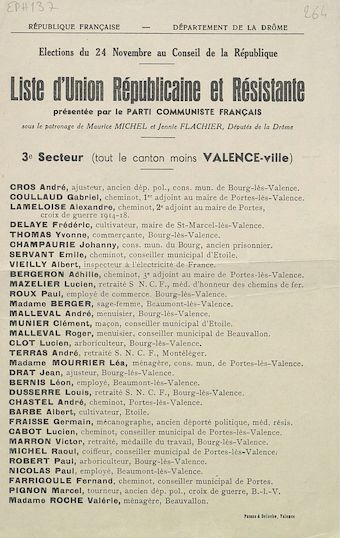 EPH137
264
RÉPUBLIQUE FRANÇAISE — DÉPARTEMENT DE LA DRÔME
Elections du 24 Novembre au Conseil de la République
Liste d'Union Républicaine et Résistante
présentée par le PARTI COMMUNISTE FRANÇAIS
sous le patronage de Maurice MICHEL et Jennie FLACHIER, Députés de la Drôme
3e Secteur (tout le canton moins VALENCE-ville)
CROS André, ajusteur, ancien dép. pol., cons. mun. de Bourg-lès-Valence.
COULLAUD Gabriel, cheminot, 1er adjoint au maire de Portes-lès-Valence.
LAMELOISE Alexandre, cheminot, 2e adjoint au maire de Portes,
croix de guerre 1914-18.
DELAYE Frédéric, cultivateur, maire de St-Marcel-lès-Valence.
THOMAS Yvonne, commerçante, Bourg-lès-Valence.
CHAMPAURIE Johanny, cons. mun. du Bourg, ancien prisonnier.
SERVANT Emile, cheminot, conseiller municipal d'Etoile.
VIEILLY Albert, inspecteur à l'électricité de France.
BERGERON Achille, cheminot, 3e adjoint au maire de Portes-lès-Valence.
MAZELIER Lucien, retraité S. N. C. F., méd. d'honneur des chemins de fer.
ROUX Paul, employé de commerce. Bourg-lès-Valence.
Madame BERGER, sage-femme, Beaumont-lès-Valence.
MALLEVAL André, menuisier, Bourg-lès-Valence.
MUNIER Clément, maçon, conseiller municipal d'Etoile.
MALLEVAL Roger, menuisier, conseiller municipal de Beauvallon.
CLOT Lucien, arboriculteur, Bourg-lès-Valence.
TERRAS André, retraité S. N. C. F., Montéléger.
Madame MOURRIER Léa, ménagère, cons. mun. de Portes-lès-Valence.
DRAT Jean, ajusteur, Bourg-lès-Valence.
BERNIS Léon, employé, Beaumont-lès-Valence.
DUSSERRE Louis, retraité S. N. C. F., Bourg-lès-Valence.
CHASTEL André, cheminot, Portes-lès-Valence.
BARBE Albert, cultivateur, Etoile.
FRAISSE Germain, mécanographe, ancien déporté politique, méd. résis.
CABOT Lucien, cheminot, conseiller municipal de Portes-lès-Valence.
MARRON Victor, retraité, médaille du travail, Bourg-lès-Valence.
MICHEL Raoul, coiffeur, conseiller municipal de Portes-lès-Valence.
ROBERT Paul, arboriculteur, Bourg-lès-Valence.
NICOLAS Paul, employé, Beaumont-lès-Valence.
FARRIGOULE Fernand, cheminot, conseiller municipal de Portes.
PIGNON Marcel, tourneur, ancien dép. pol., croix de guerre, B.-l.-V.
Madame ROCHE Valérie, ménagère, Beauvallon.
Valence